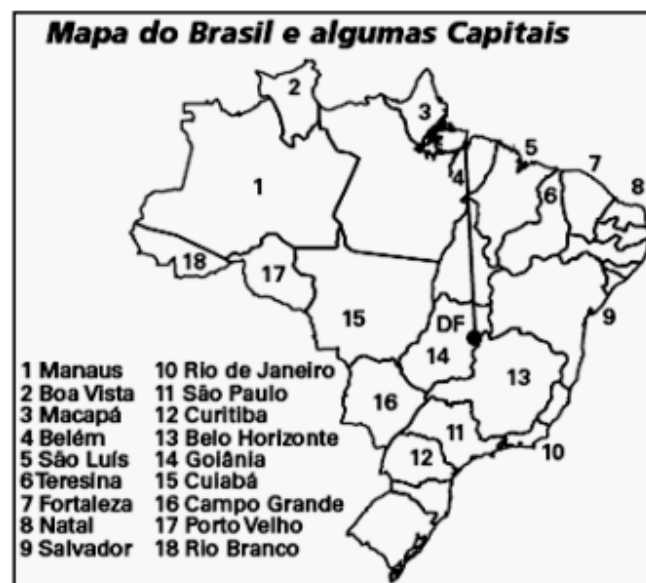 Mapa do Brasil e algumas Capitais
2
3
5
7
8
4
6
1
18
17
15
DF
9
14
13
16
11
10
12
1 Manaus 10 Rio de Janeiro
2 Boa Vista 11 São Paulo
3 Macapá 12 Curitiba
4 Belém 13 Belo Horizonte
5 São Luís 14 Goiânia
6 Teresina 15 Cuiabá
7 Fortaleza 16 Campo Grande
8 Natal 17 Porto Velho
9 Salvador 18 Rio Branco